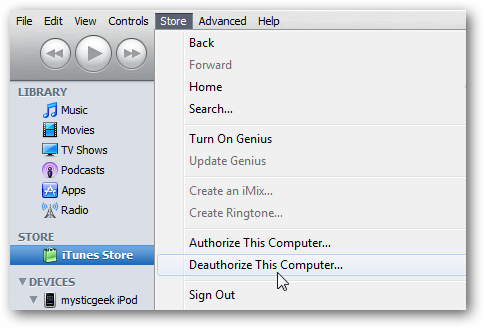 File Edit View Controls Store Advanced Help
Back
Forward
Home
Search...
Turn On Genius
Update Genius
Create an iMix...
Create Ringtone...
Authorize This Computer...
Deauthorize This Computer...
Sign Out
LIBRARY
Music
Movies
TV Shows
Podcasts
Apps
Radio
STORE
iTunes Store
DEVICES
mysticgeek iPod